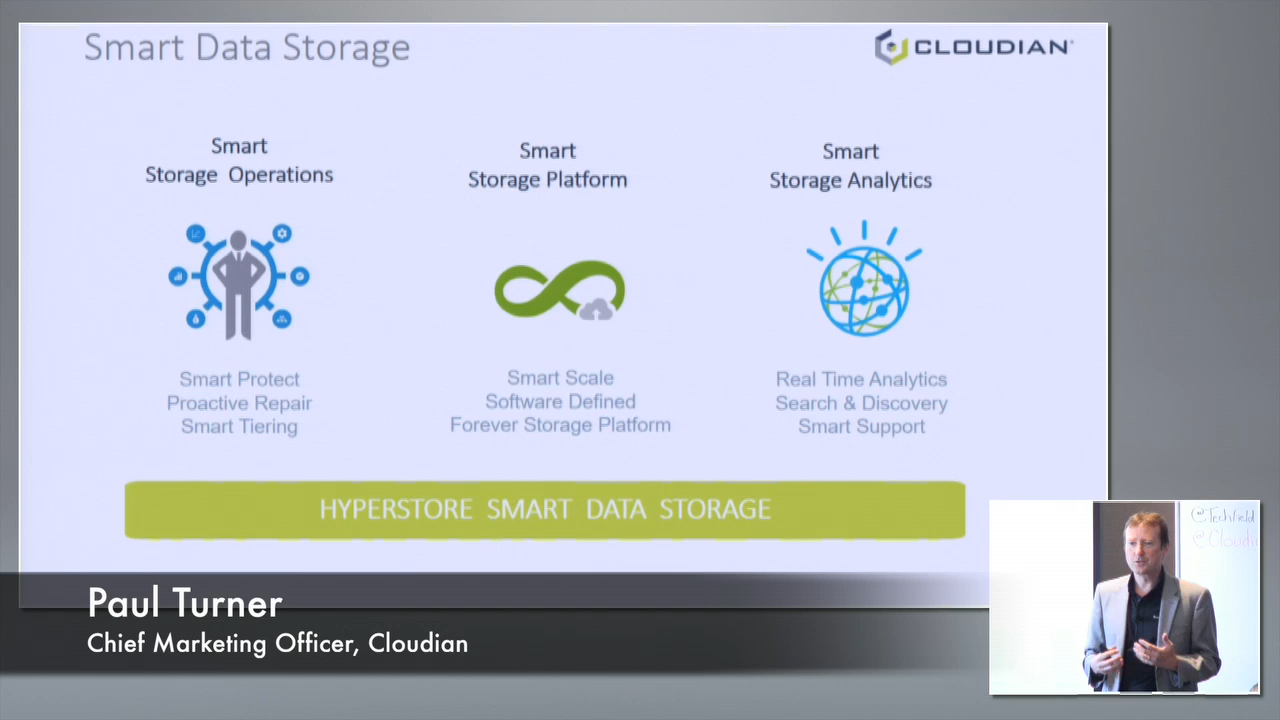 Smart Data Storage
CLOUDIAN
Smart
Storage Operations
Smart
Storage Platform
Smart
Storage Analytics
Smart Protect
Proactive Repair
Smart Tiering
Smart Scale
Software Defined
Forever Storage Platform
Real Time Analytics
Search & Discovery
Smart Support
HYPERSTORE SMART DATA STORAGE
@Techfield
@Cloudi
Paul Turner
Chief Marketing Officer, Cloudian